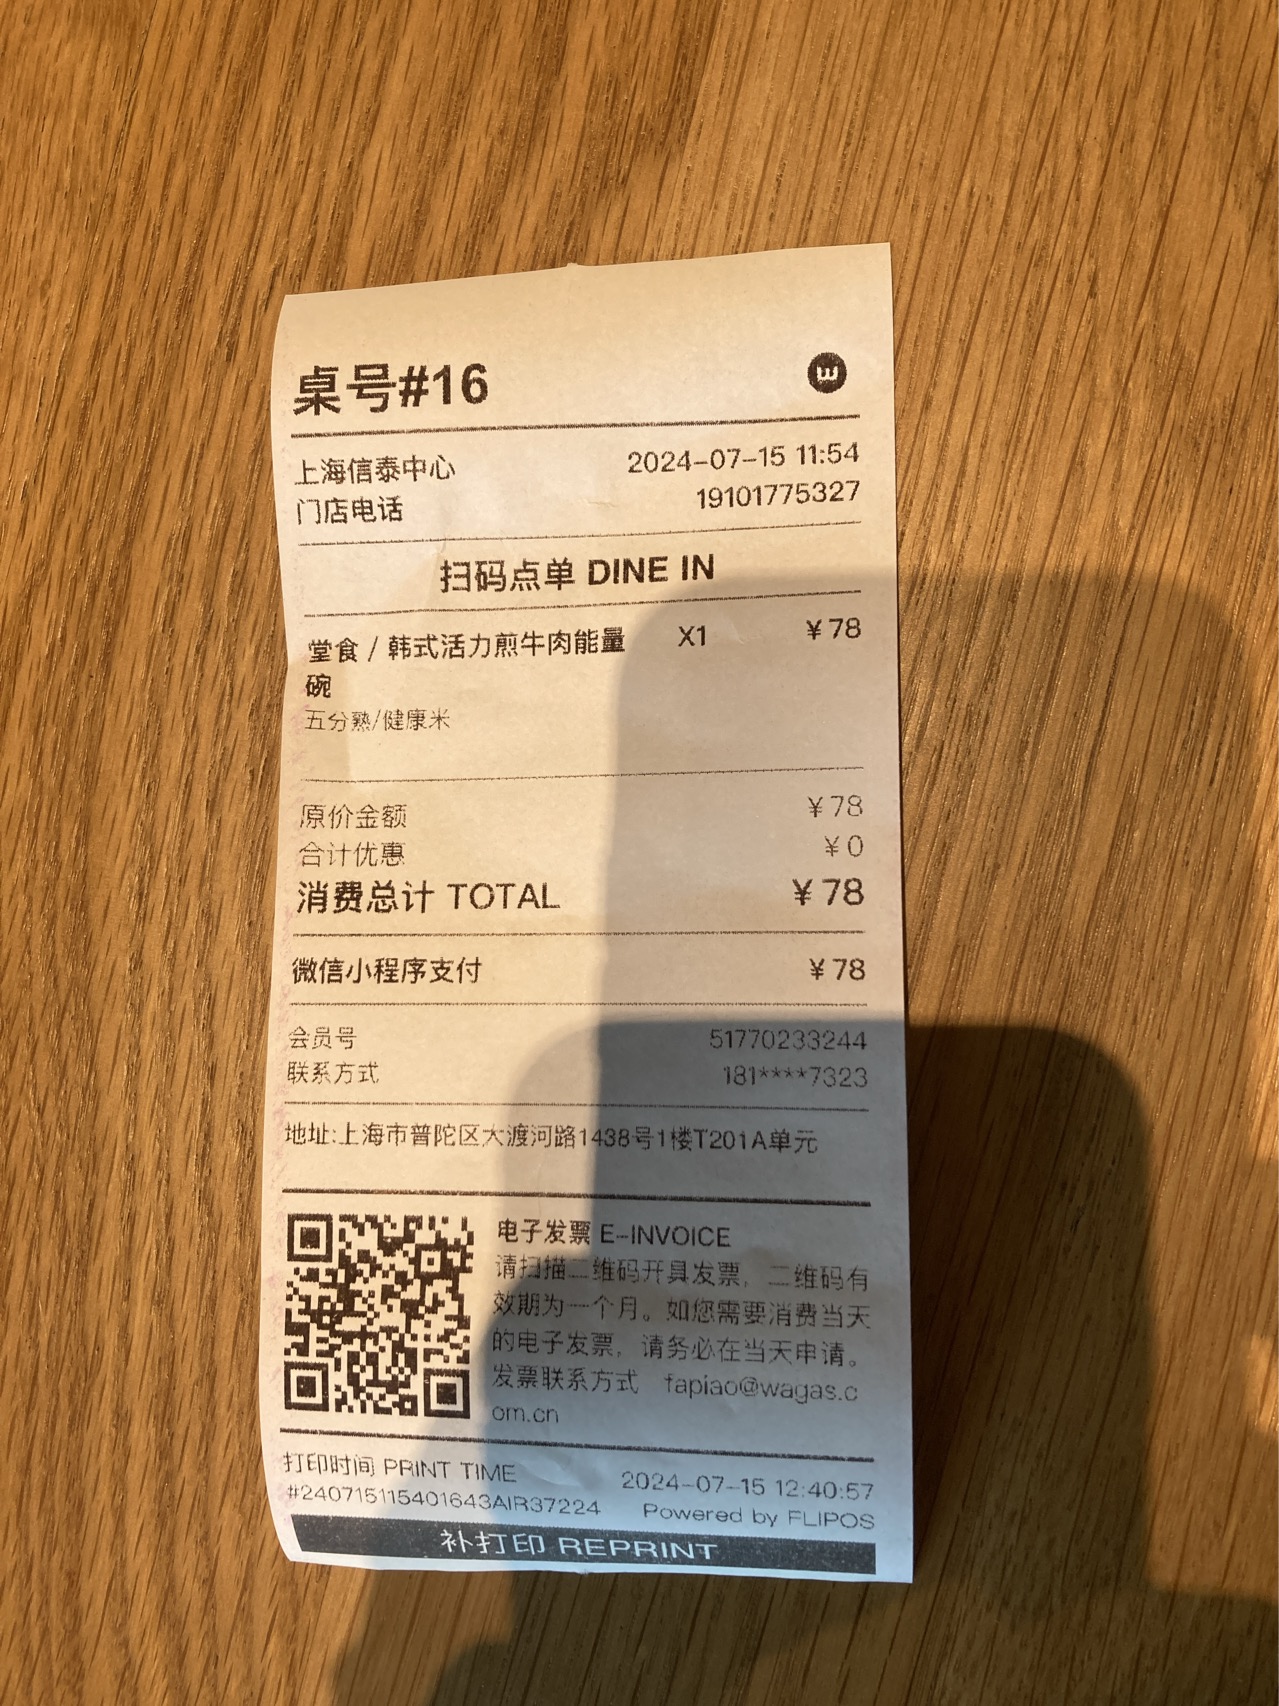 桌号#16
上海信泰中心 2024-07-15 11:54
门店电话 19101775327
扫码点单 DINE IN
堂食 / 韩式活力煎牛肉能量 X1 ¥78
碗
五分熟/健康米
原价金额 ¥78
合计优惠 ¥0
消费总计 TOTAL ¥78
微信小程序支付 ¥78
会员号 51770233244
联系方式 181****7323
地址:上海市普陀区大渡河路1438号1楼T201A单元
电子发票 E-INVOICE
请扫描二维码开具发票，二维码有
效期为一个月。如您需要消费当天
的电子发票，请务必在当天申请。
发票联系方式 fapiao@wagas.c
om.cn
打印时间 PRINT TIME 2024-07-15 12:40:57
#240715115401643AIR37224 Powered by FLIPOS
补打印 REPRINT